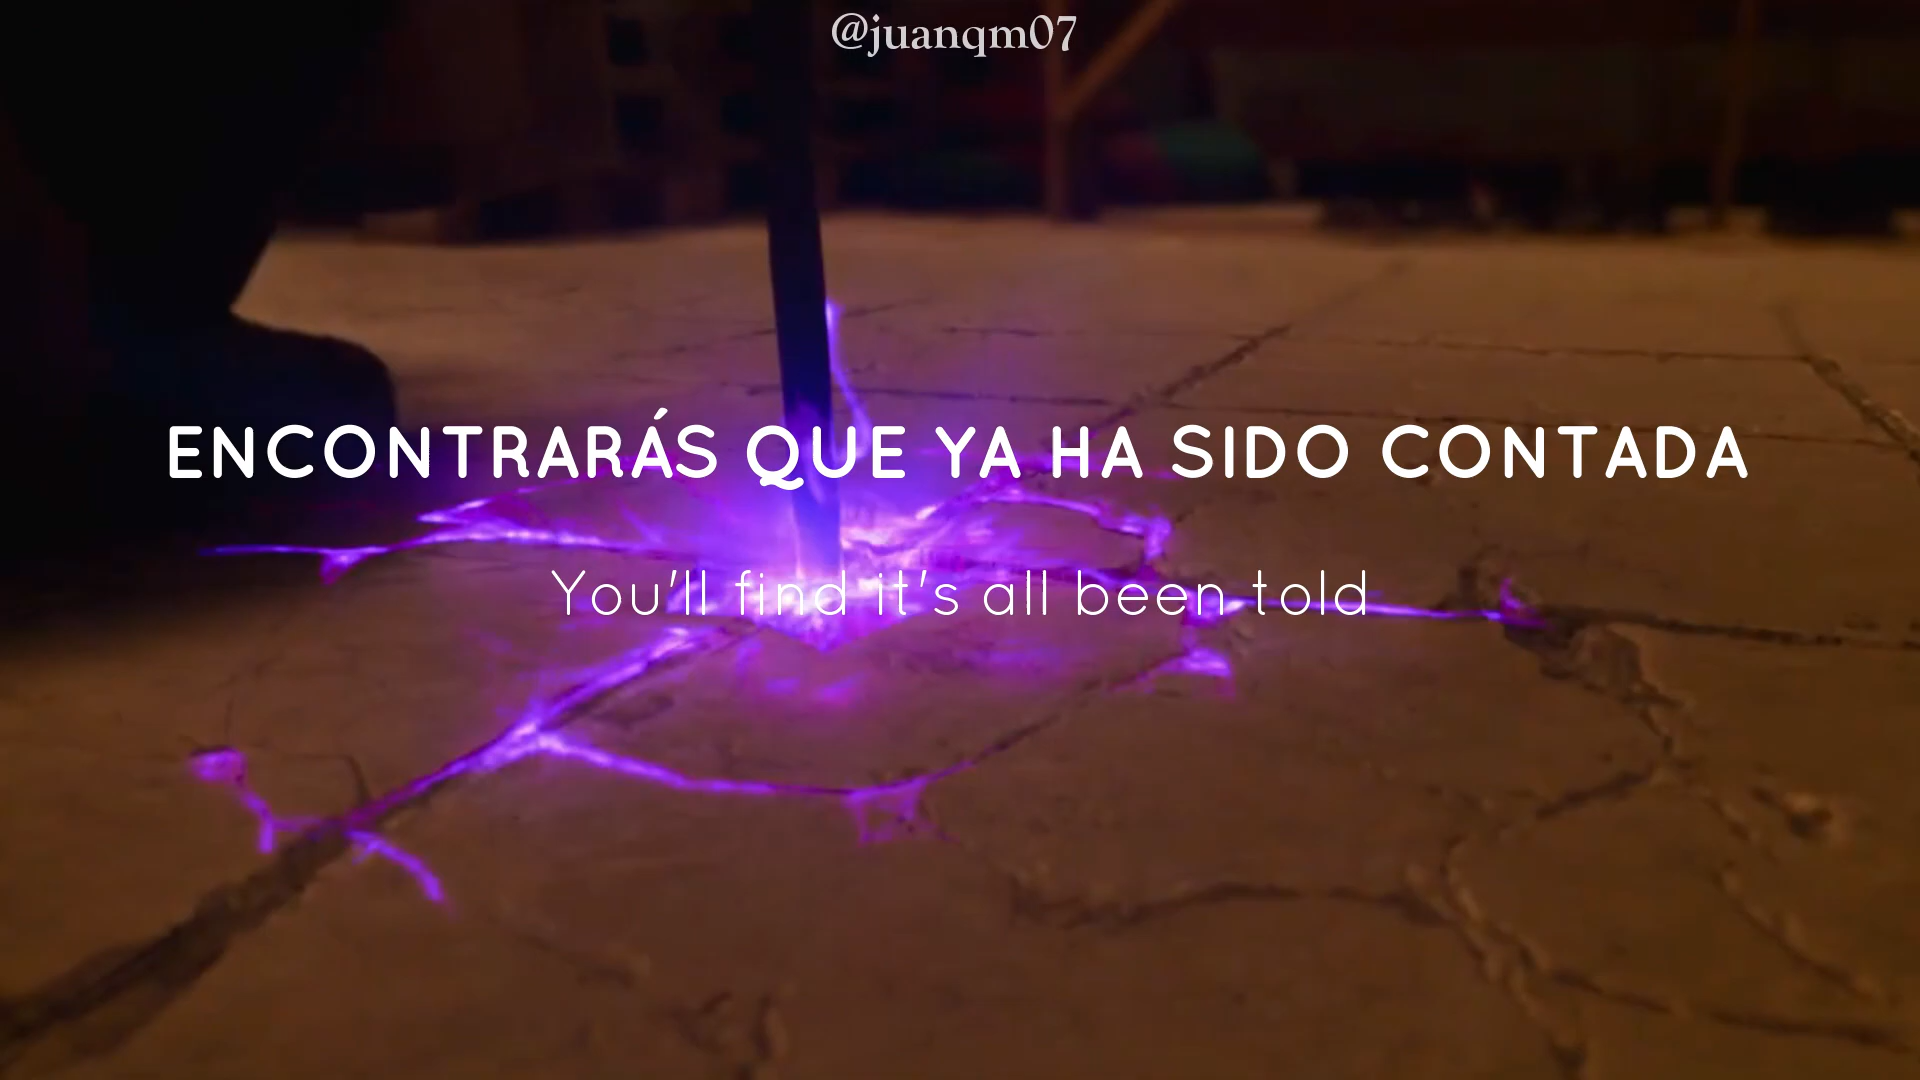 @juanqm07
ENCONTRARÁS QUE YA HA SIDO CONTADA
You'll find it's all been told